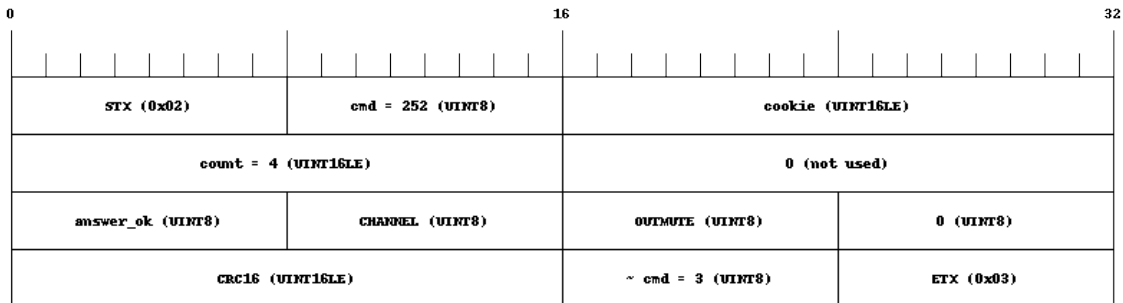 0 16 32
STX (0x02) cmd = 252 (UINT8) cookie (UINT16LE)
count = 4 (UINT16LE) 0 (not used)
answer_ok (UINT8) CHANNEL (UINT8) OUTMUTE (UINT8) 0 (UINT8)
CRC16 (UINT16LE) ~ cmd = 3 (UINT8) ETX (0x03)